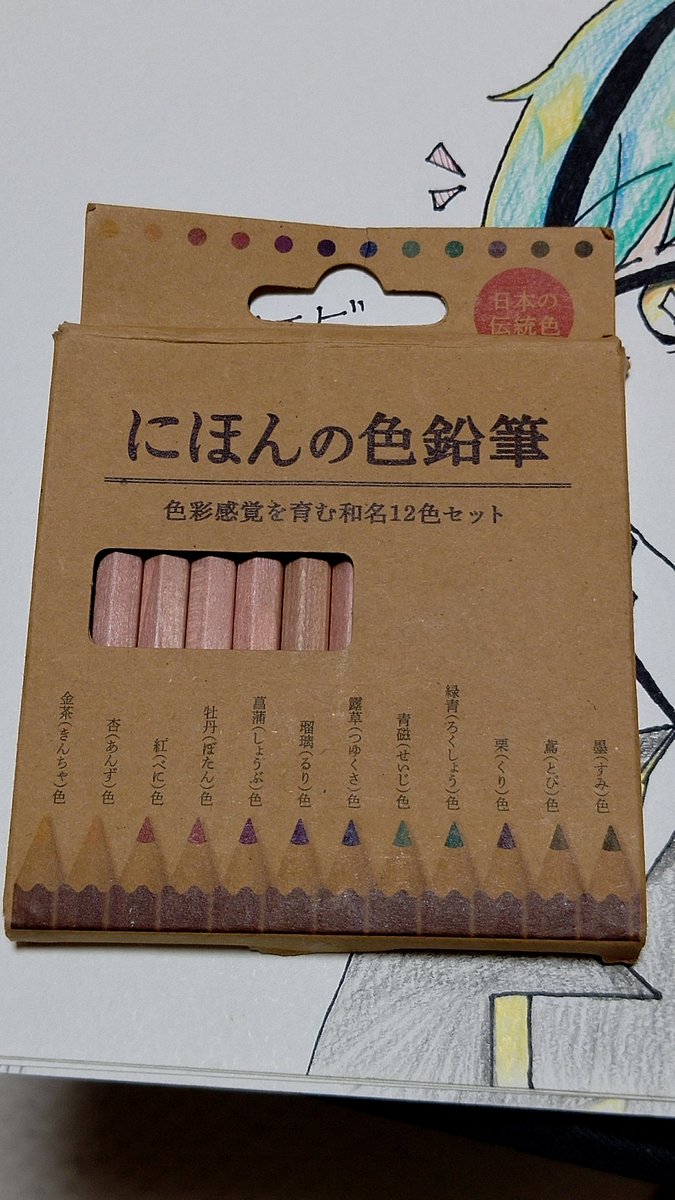 日本の
伝統色
にほんの色鉛筆
色彩感覚を育む和名12色セット
金茶(きんちゃ)色
杏(あんず)色
紅(べに)色
牡丹(ぼたん)色
菖蒲(しょうぶ)色
瑠璃(るり)色
露草(つゆくさ)色
青磁(せいじ)色
緑青(ろくしょう)色
栗(くり)色
鳶(とび)色
墨(すみ)色